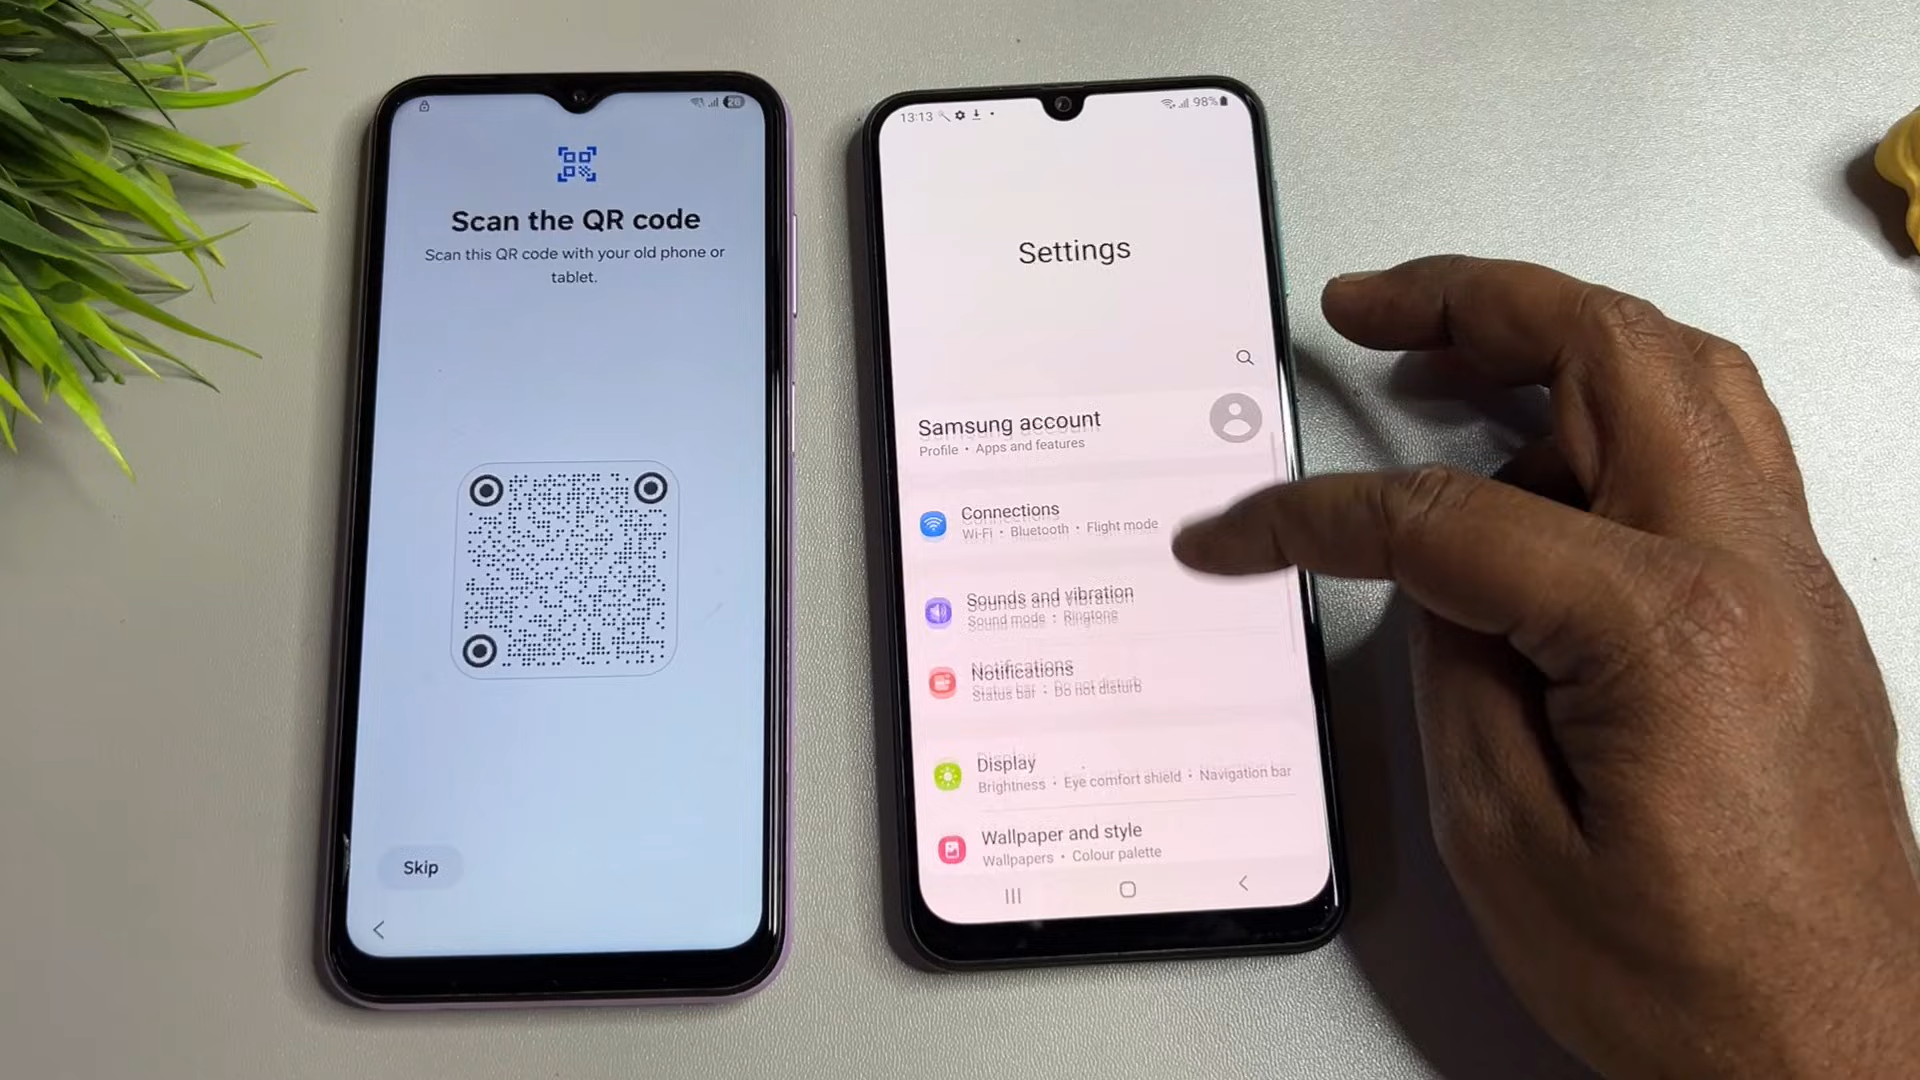 28
Scan the QR code
Scan this QR code with your old phone or
tablet.
Skip
13:13
98%
Settings
Samsung account
Profile • Apps and features
Connections
Wi-Fi • Bluetooth • Flight mode
Sounds and vibration
Sound mode • Ringtone
Notifications
Status bar • Do not disturb
Display
Brightness • Eye comfort shield • Navigation bar
Wallpaper and style
Wallpapers • Colour palette